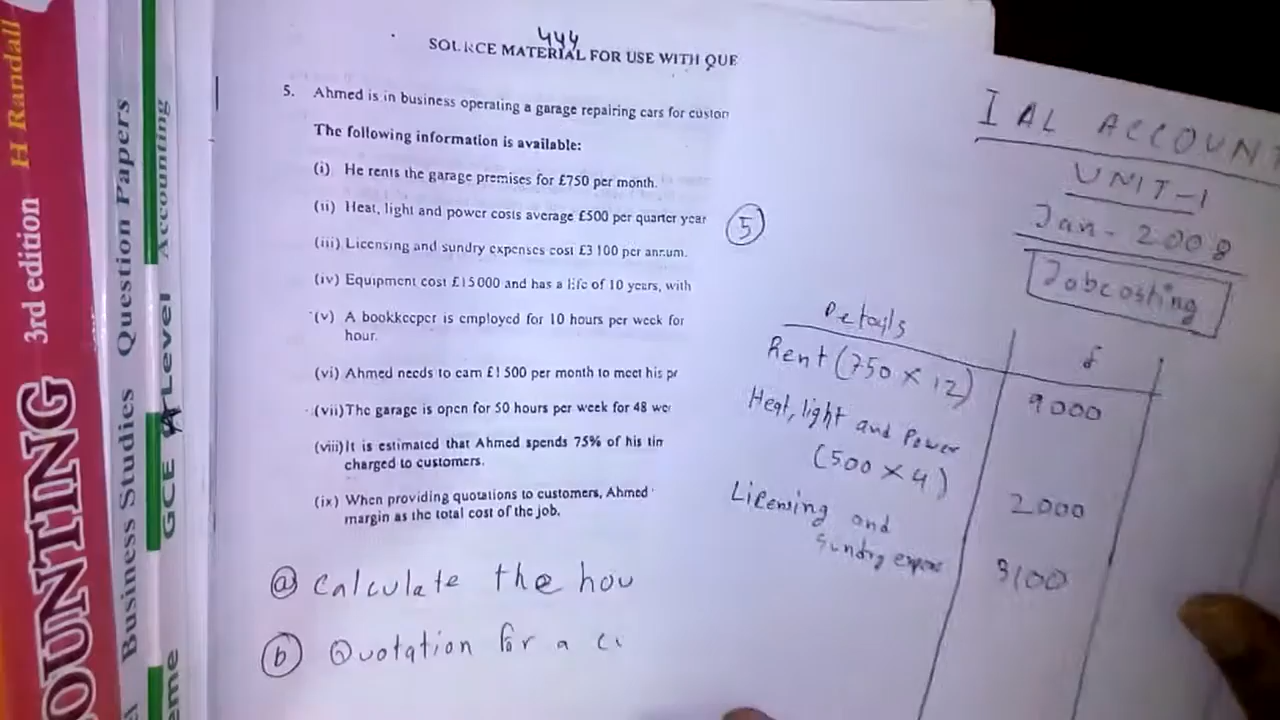 OUNTING 3rd edition H Randall
Business Studies Question Papers
GCE A Level Accounting
eme
444
SOURCE MATERIAL FOR USE WITH QUE
5. Ahmed is in business operating a garage repairing cars for custom
The following information is available:
(i) He rents the garage premises for £750 per month.
(ii) Heat, light and power costs average £500 per quarter year
(iii) Licensing and sundry expenses cost £3 100 per annum.
(iv) Equipment cost £15 000 and has a life of 10 years, with
(v) A bookkeeper is employed for 10 hours per week for
hour.
(vi) Ahmed needs to earn £1 500 per month to meet his pe
(vii) The garage is open for 50 hours per week for 48 wee
(viii) It is estimated that Ahmed spends 75% of his tim
charged to customers.
(ix) When providing quotations to customers, Ahmed
margin as the total cost of the job.
(a) Calculate the hou
(b) Quotation for a cu
5
IAL ACCOUNT
UNIT-1
Jan-2008
Jobcosting
Details £
Rent (750 × 12) 9000
Heat, light and Power
(500 × 4) 2000
Licensing and
Sundry expense 3100